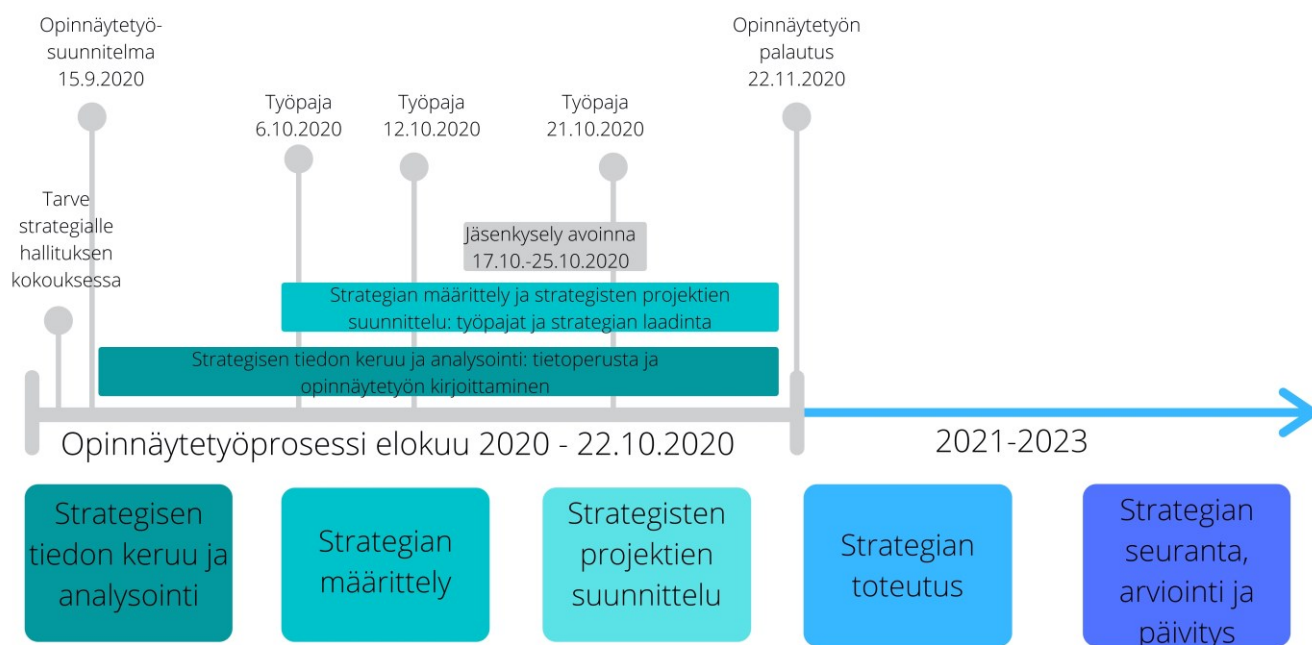 Opinnäytetyö-
suunnitelma
15.9.2020
Opinnäytetyön
palautus
22.11.2020
Työpaja
6.10.2020
Työpaja
12.10.2020
Työpaja
21.10.2020
Tarve
strategialle
hallituksen
kokouksessa
Jäsenkysely avoinna
17.10.-25.10.2020
Strategian määrittely ja strategisten projektien
suunnittelu: työpajat ja strategian laadinta
Strategisen tiedon keruu ja analysointi: tietoperusta ja
opinnäytetyön kirjoittaminen
Opinnäytetyöprosessi elokuu 2020 - 22.10.2020
2021-2023
Strategisen
tiedon keruu ja
analysointi
Strategian
määrittely
Strategisten
projektien
suunnittelu
Strategian
toteutus
Strategian
seuranta,
arviointi ja
päivitys